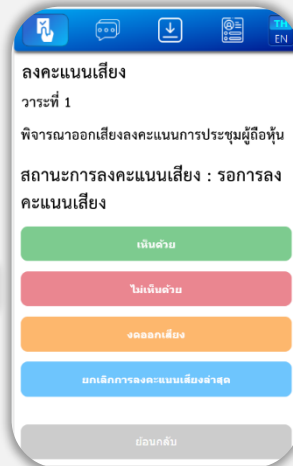 TH
EN
ลงคะแนนเสียง
วาระที่ 1
พิจารณาออกเสียงลงคะแนนการประชุมผู้ถือหุ้น
สถานะการลงคะแนนเสียง : รอการลง
คะแนนเสียง
เห็นด้วย
ไม่เห็นด้วย
งดออกเสียง
ยกเลิกการลงคะแนนเสียงล่าสุด
ย้อนกลับ